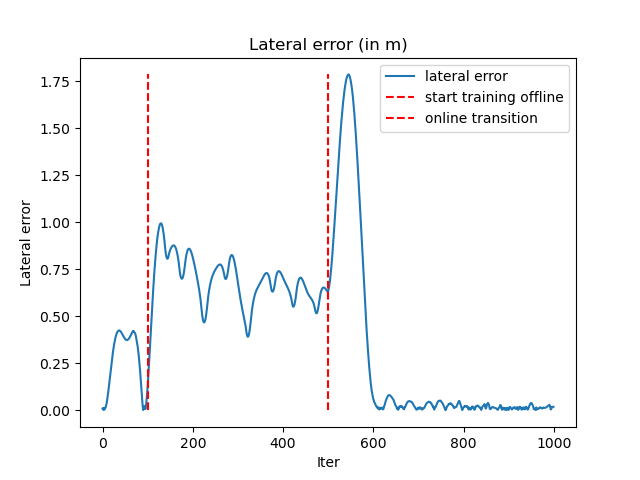 Lateral error (in m)
lateral error
start training offline
online transition
1.75
1.50
1.25
1.00
0.75
0.50
0.25
0.00
Lateral error
0 200 400 600 800 1000
Iter